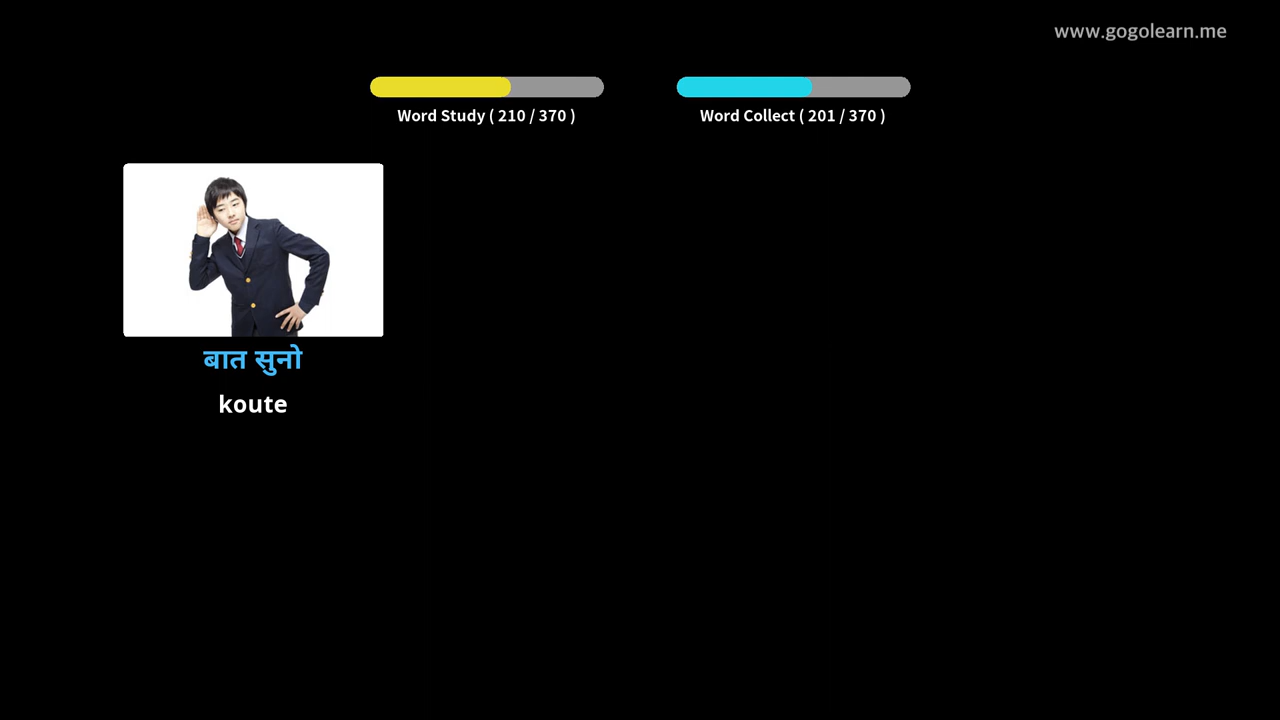 www.gogolearn.me
Word Study ( 210 / 370 )
Word Collect ( 201 / 370 )
बात सुनो
koute